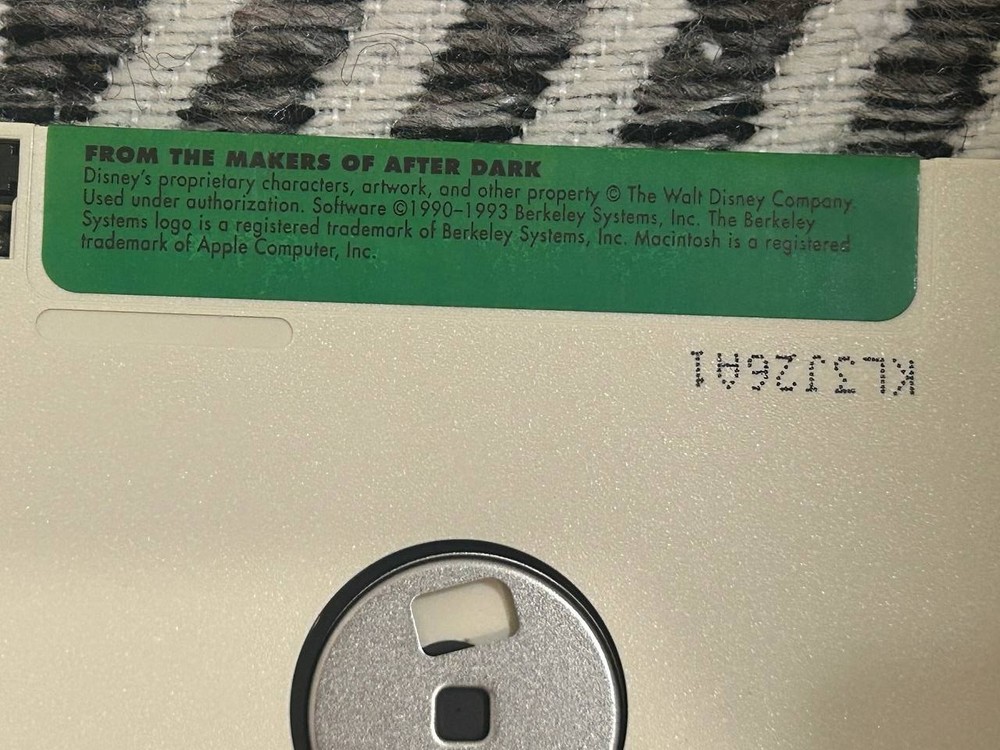 FROM THE MAKERS OF AFTER DARK
Disney's proprietary characters, artwork, and other property © The Walt Disney Company.
Used under authorization. Software ©1990–1993 Berkeley Systems, Inc. The Berkeley
Systems logo is a registered trademark of Berkeley Systems, Inc. Macintosh is a registered
trademark of Apple Computer, Inc.